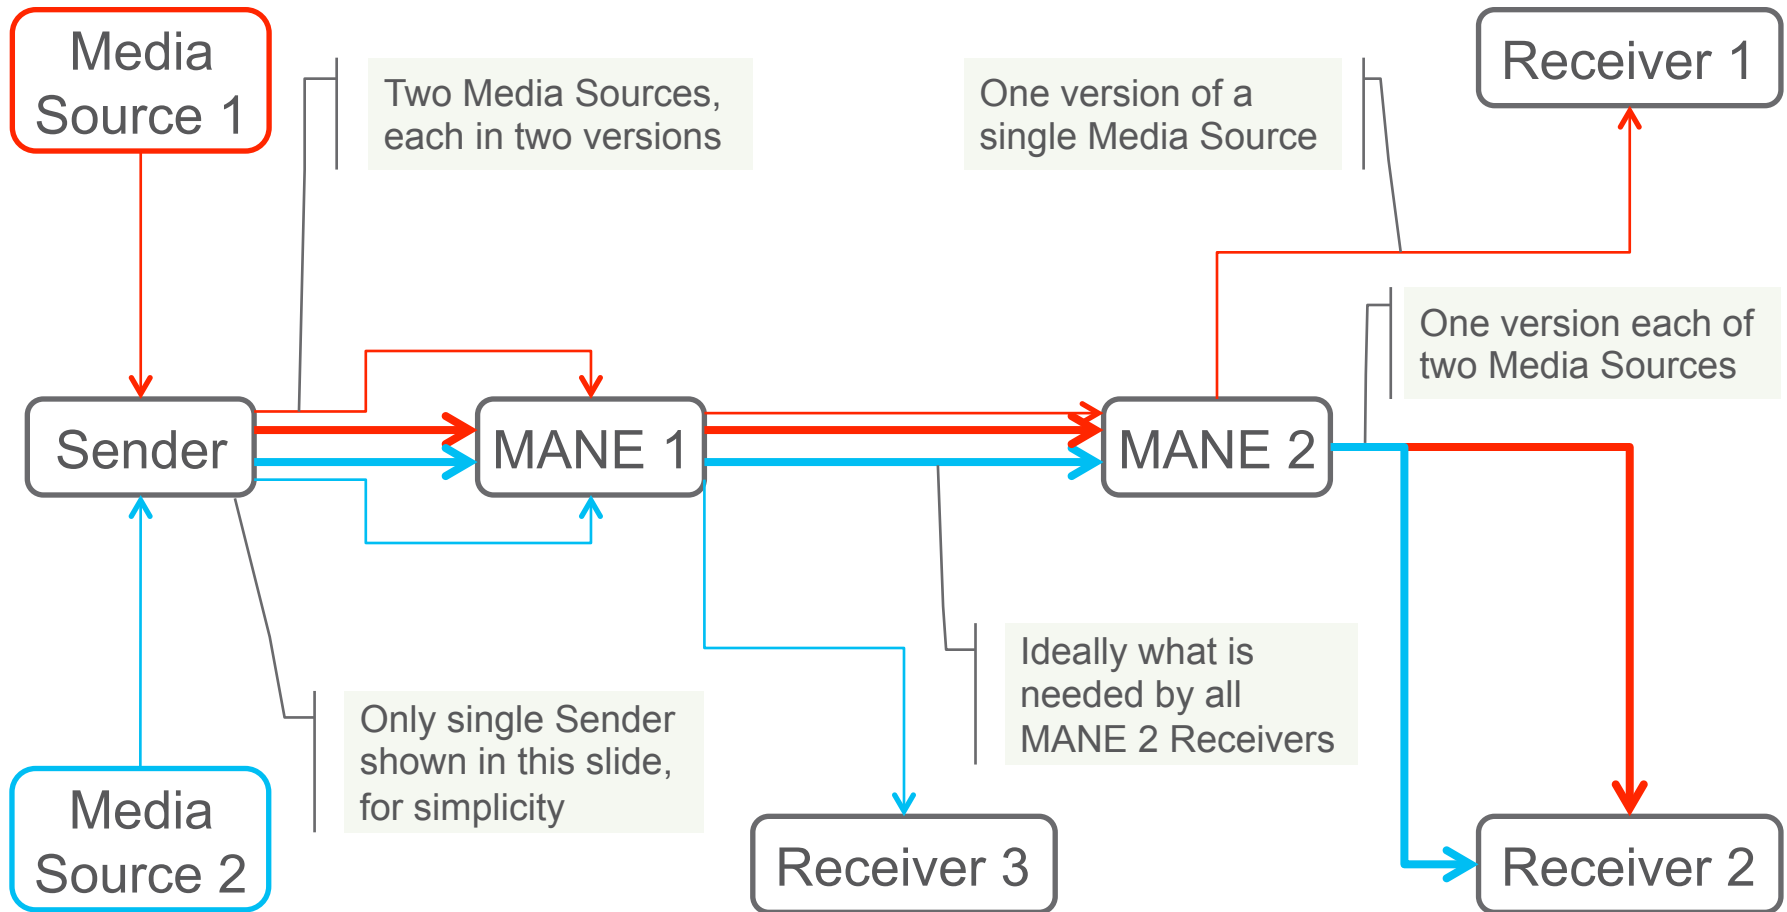 Media
Source 1
Two Media Sources,
each in two versions
One version of a
single Media Source
Receiver 1
One version each of
two Media Sources
Sender
MANE 1
MANE 2
Ideally what is
needed by all
MANE 2 Receivers
Only single Sender
shown in this slide,
for simplicity
Media
Source 2
Receiver 3
Receiver 2